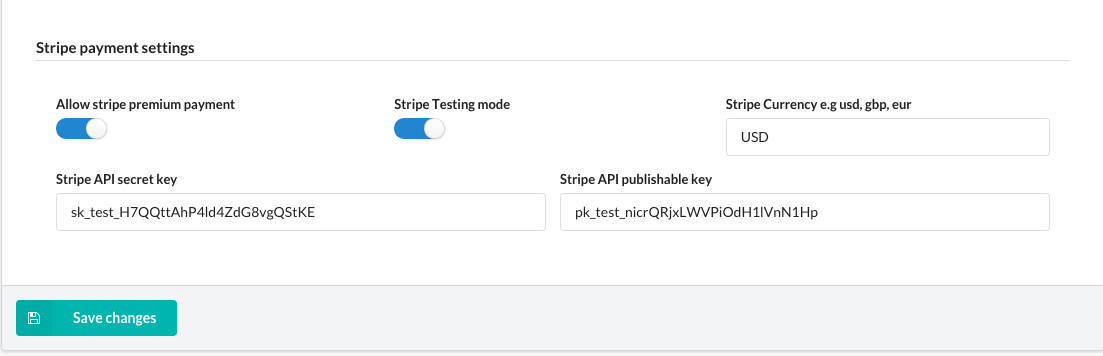 Stripe payment settings
Allow stripe premium payment
Stripe Testing mode
Stripe Currency e.g usd, gbp, eur
USD
Stripe API secret key
Stripe API publishable key
sk_test_H7QQttAhP4ld4ZdG8vgQStKE
pk_test_nicrQRjxLWVPiOdH1lVnN1Hp
Save changes